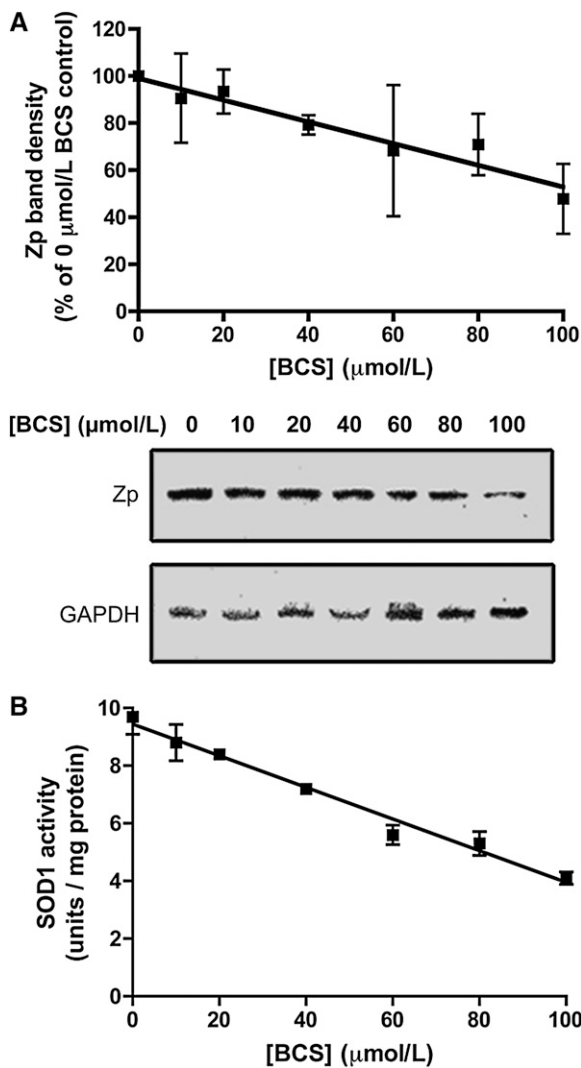 A
Zp band density
(% of 0 μmol/L BCS control)
120
100
80
60
40
20
0
0 20 40 60 80 100
[BCS] (μmol/L)
[BCS] (μmol/L) 0 10 20 40 60 80 100
Zp
GAPDH
B
SOD1 activity
(units / mg protein)
10
8
6
4
2
0
0 20 40 60 80 100
[BCS] (μmol/L)